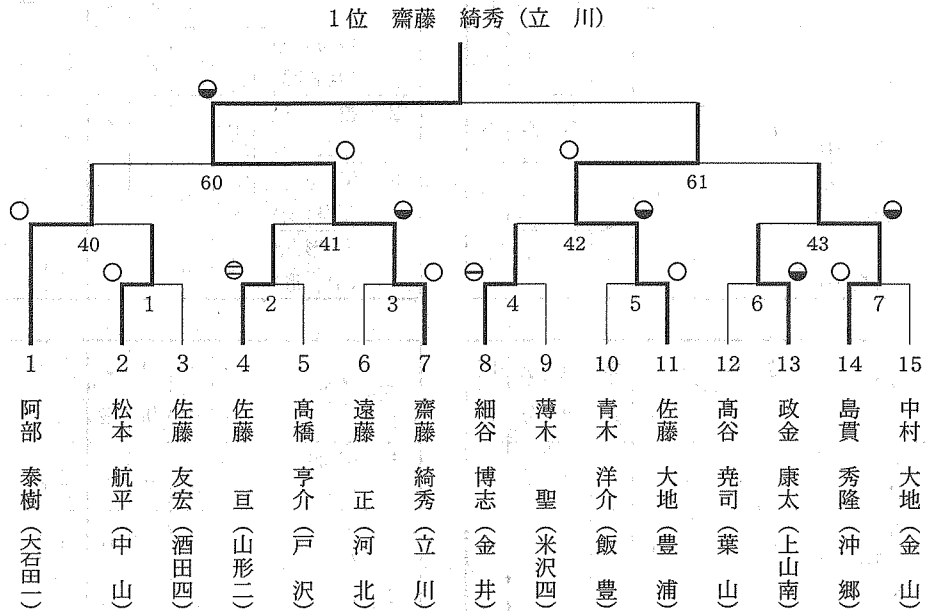 1位 齋藤 綺秀(立 川)
60
61
40
41
42
43
1
2
3
4
5
6
7
1 2 3 4 5 6 7 8 9 10 11 12 13 14 15
阿部 泰樹(大石田一)
松本 航平(中 山)
佐藤 友宏(酒田四)
佐藤 亘(山形二)
髙橋 亨介(戸 沢)
遠藤 正(河 北)
齋藤 綺秀(立 川)
細谷 博志(金 井)
薄木 聖(米沢四)
青木 洋介(飯 豊)
佐藤 大地(豊 浦)
髙谷 尭司(葉 山)
政金 康太(上山南)
島貫 秀隆(沖 郷)
中村 大地(金 山)